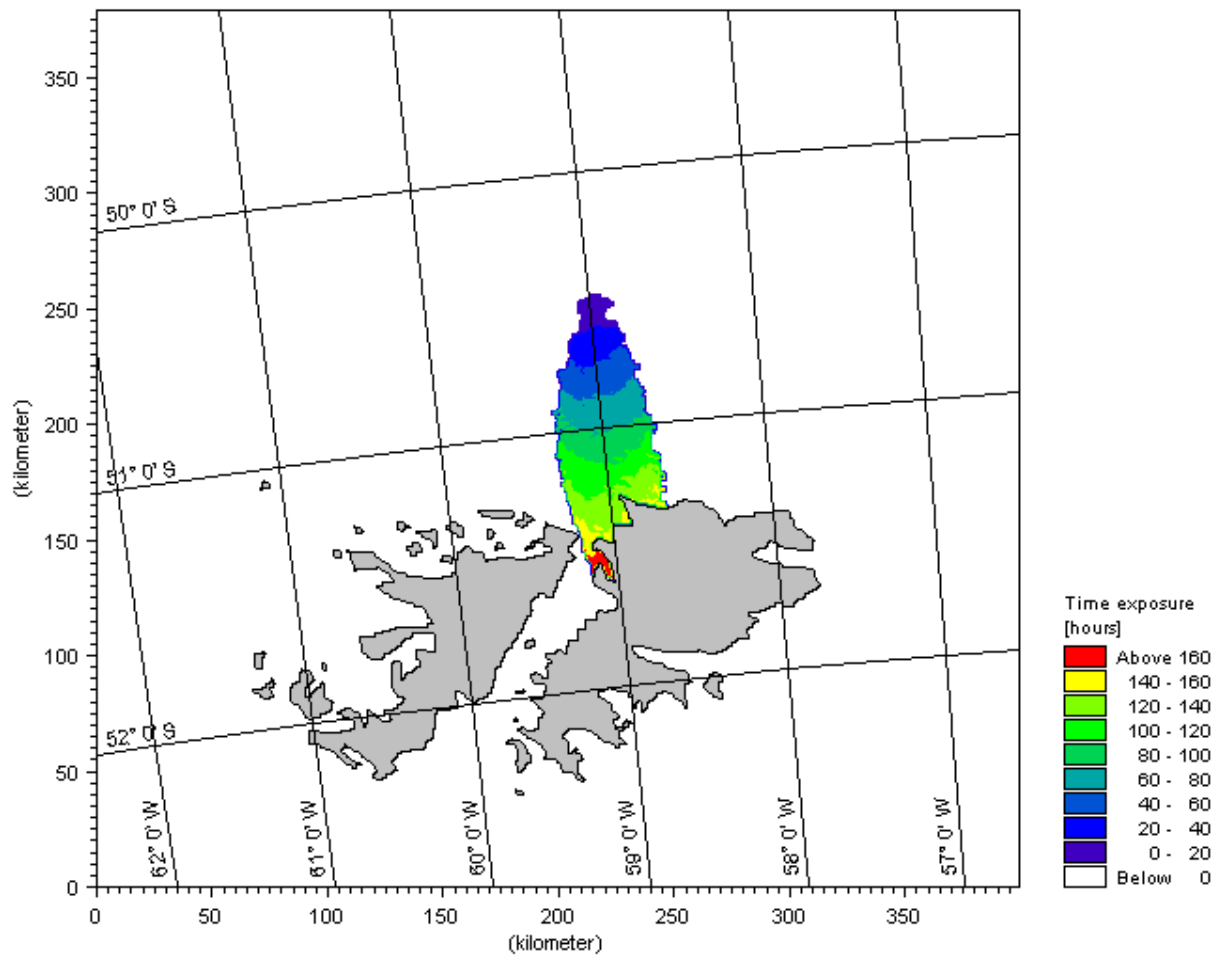 350
300
250
200
150
100
50
0
(kilometer)
50° 0' S
51° 0' S
52° 0' S
62° 0' W
61° 0' W
60° 0' W
59° 0' W
58° 0' W
57° 0' W
0
50
100
150
200
250
300
350
(kilometer)
Time exposure
[hours]
Above 160
140 - 160
120 - 140
100 - 120
80 - 100
60 - 80
40 - 60
20 - 40
0 - 20
Below 0